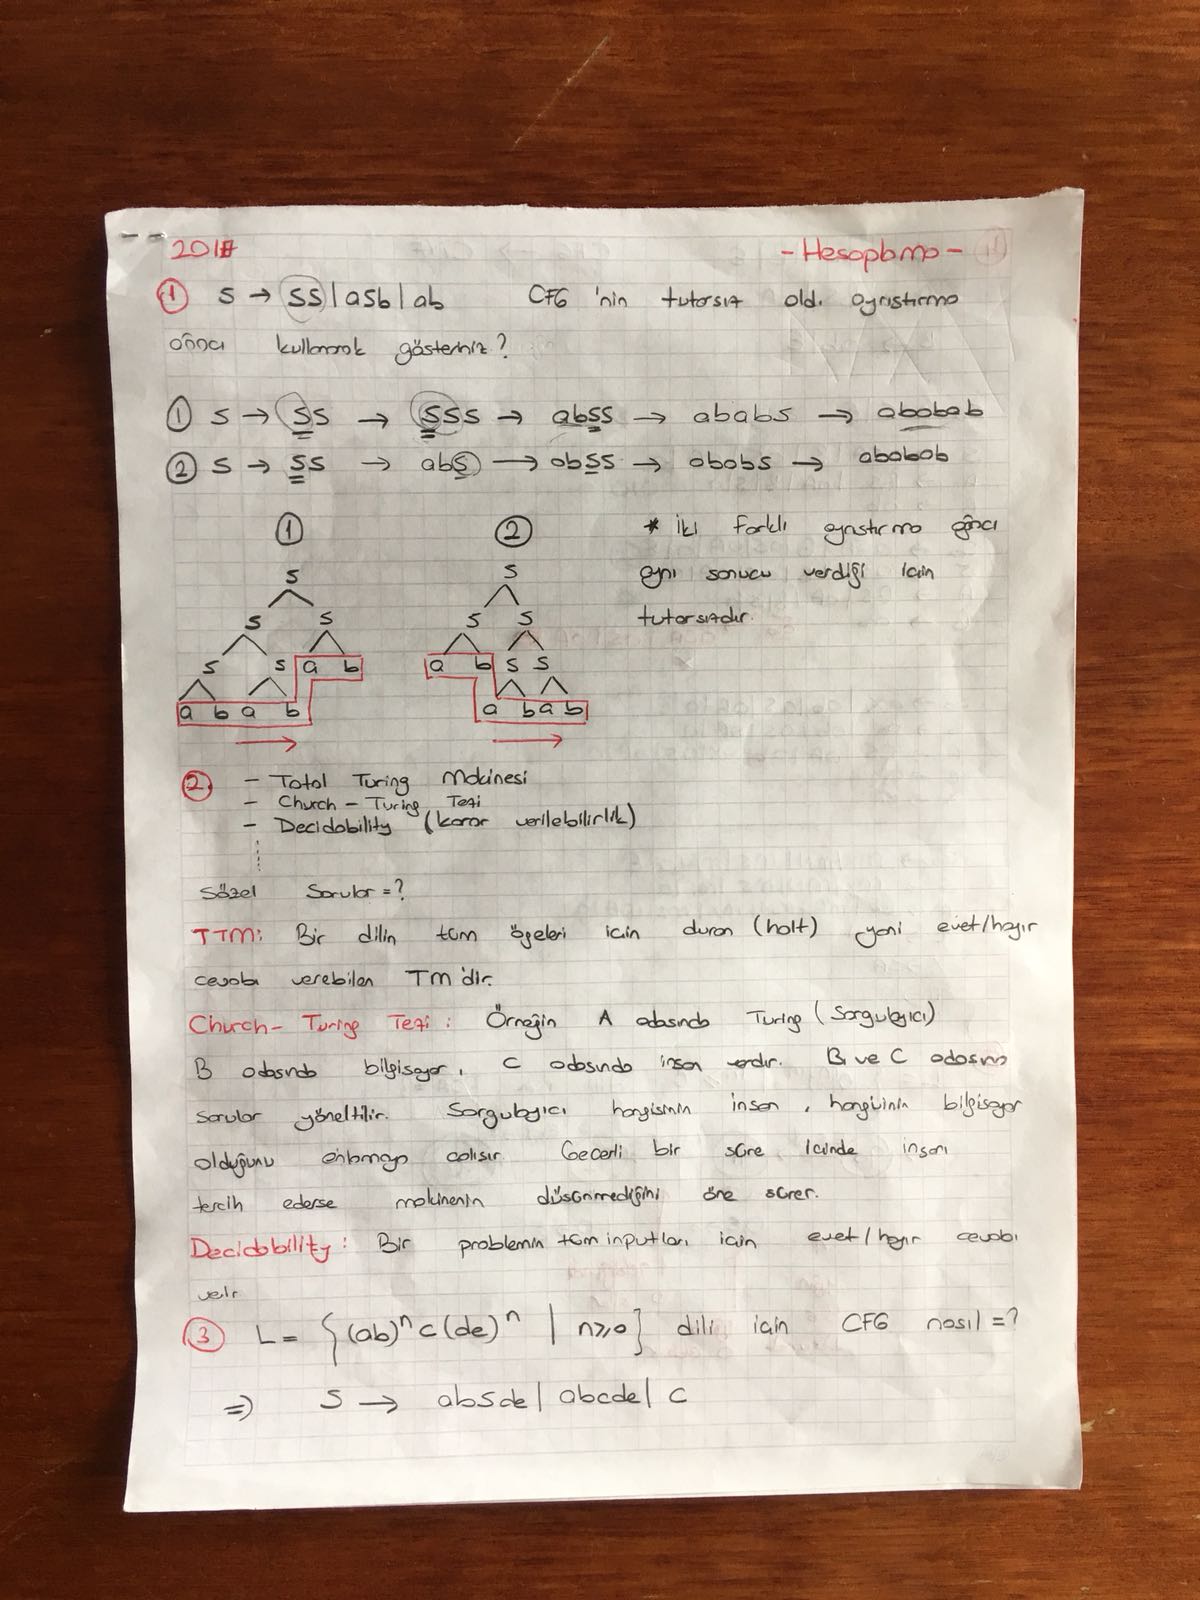 2017 - Hesaplama -
① S → SS | aSb | ab CFG 'nin tutarsız oldı ayrıştırma
ağacı kullanarak gösteriniz?
① S → SS → SSS → abSS → ababS → ababab
② S → SS → abS → abSS → ababS → ababab
① ②
* İki farklı ayrıştırma ağacı
aynı sonucu verdiği için
tutarsızdır.
S S
S S S S
S S a b a b S S
a b a b a b a b
② - Total Turing Makinesi
- Church - Turing Tezi
- Decidability (karar verilebilirlik)
Sözel Sorular = ?
TTM: Bir dilin tüm ögeleri için duran (halt) yani evet/hayır
cevabı verebilen TM'dir.
Church - Turing Tezi : Örneğin A odasında Turing (Sorgulayıcı)
B odasında bilgisayar, C odasında insan vardır. B ve C odasına
sorular yöneltilir. Sorgulayıcı hangisinin insan, hangisinin bilgisayar
olduğunu anlamaya çalışır. Geçerli bir süre içinde insanı
tercih ederse makinenin düşünmediğini öne sürer.
Decidability : Bir problemin tüm inputları için evet/hayır cevabı
verir
③ L = {(ab)ⁿ c (de)ⁿ | n≥0} dili için CFG nasıl = ?
⇒ S → abSde | abcde | c